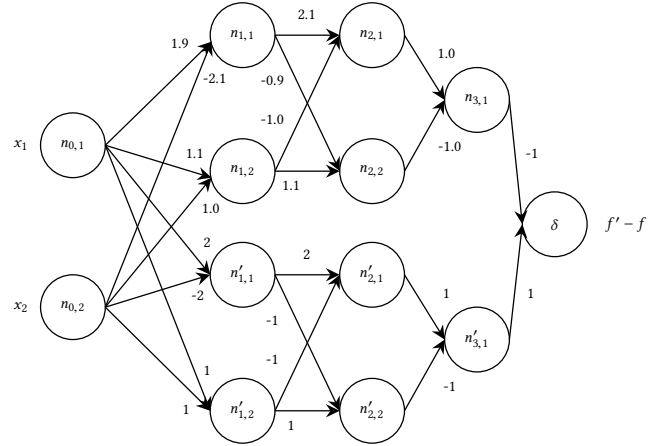 2.1
n1,1
n2,1
1.9
1.0
-2.1
-0.9
n3,1
-1.0
x1
n0,1
1.1
n1,2
n2,2
-1.0
-1
1.1
1.0
δ
f′ − f
2
2
n′1,1
n′2,1
x2
n0,2
-2
1
1
-1
n′3,1
-1
1
-1
1
n′1,2
n′2,2
1